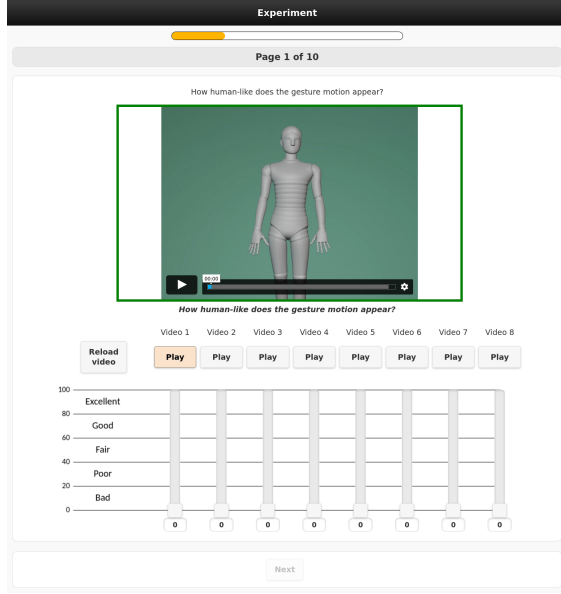 Experiment
Page 1 of 10
How human-like does the gesture motion appear?
00:00
How human-like does the gesture motion appear?
Video 1 Video 2 Video 3 Video 4 Video 5 Video 6 Video 7 Video 8
Reload video
Play Play Play Play Play Play Play Play
100
Excellent
80
Good
60
Fair
40
Poor
20
Bad
0
0 0 0 0 0 0 0 0
Next